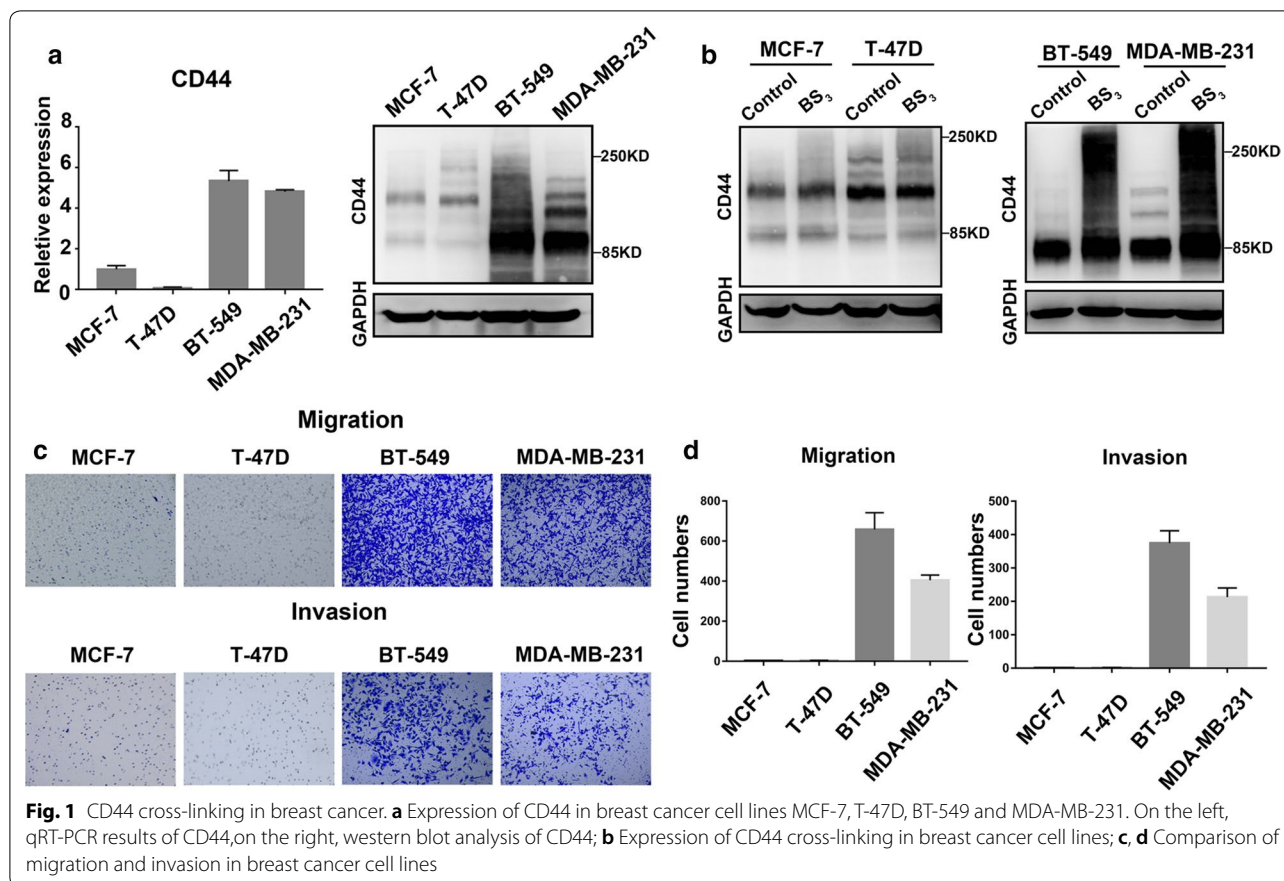 a
CD44
Reletive expression
8
6
4
2
0
MCF-7
T-47D
BT-549
MDA-MB-231
MCF-7
T-47D
BT-549
MDA-MB-231
CD44
250KD
85KD
GAPDH
b
MCF-7
T-47D
Control
BS3
Control
BS3
CD44
250KD
85KD
GAPDH
BT-549
MDA-MB-231
Control
BS3
Control
BS3
CD44
250KD
85KD
GAPDH
c
Migration
MCF-7
T-47D
BT-549
MDA-MB-231
Invasion
MCF-7
T-47D
BT-549
MDA-MB-231
d
Migration
Cell numbers
800
600
400
200
0
MCF-7
T-47D
BT-549
MDA-MB-231
Invasion
Cell numbers
500
400
300
200
100
0
MCF-7
T-47D
BT-549
MDA-MB-231
Fig. 1 CD44 cross-linking in breast cancer. a Expression of CD44 in breast cancer cell lines MCF-7, T-47D, BT-549 and MDA-MB-231. On the left,
qRT-PCR results of CD44,on the right, western blot analysis of CD44; b Expression of CD44 cross-linking in breast cancer cell lines; c, d Comparison of
migration and invasion in breast cancer cell lines